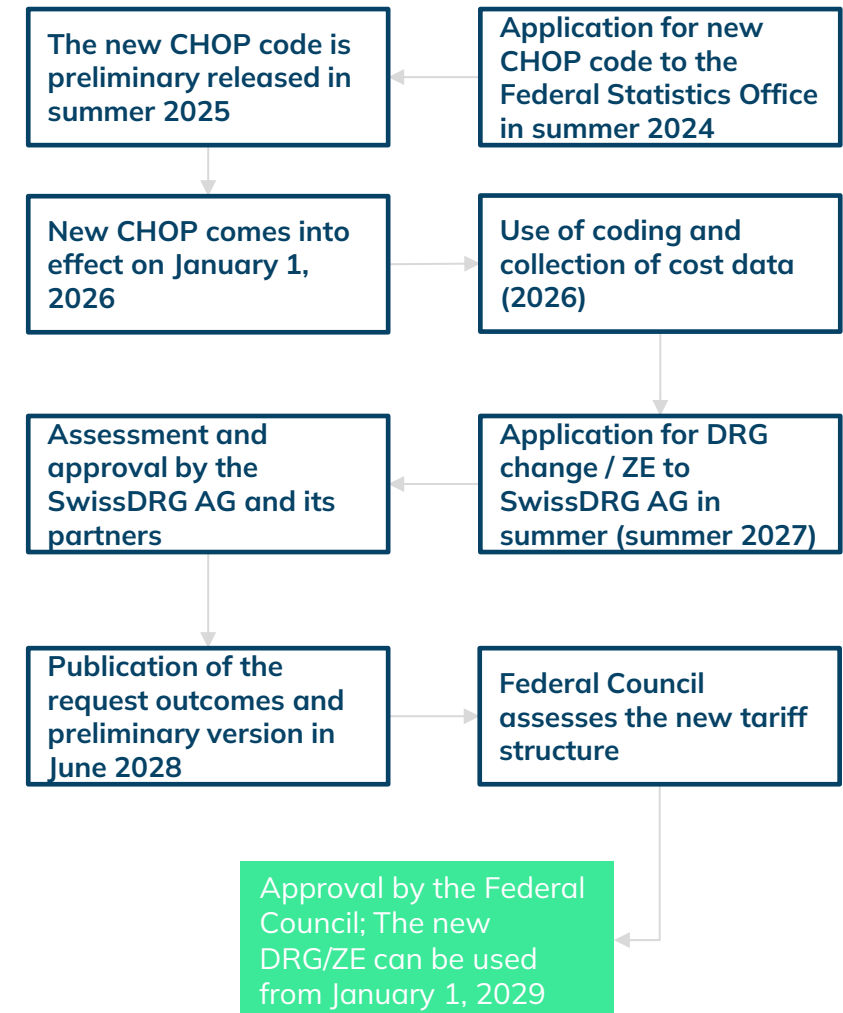 The new CHOP code is
preliminary released in
summer 2025
Application for new
CHOP code to the
Federal Statistics Office
in summer 2024
New CHOP comes into
effect on January 1,
2026
Use of coding and
collection of cost data
(2026)
Assessment and
approval by the
SwissDRG AG and its
partners
Application for DRG
change / ZE to
SwissDRG AG in
summer (summer 2027)
Publication of the
request outcomes and
preliminary version in
June 2028
Federal Council
assesses the new tariff
structure
Approval by the Federal
Council; The new
DRG/ZE can be used
from January 1, 2029